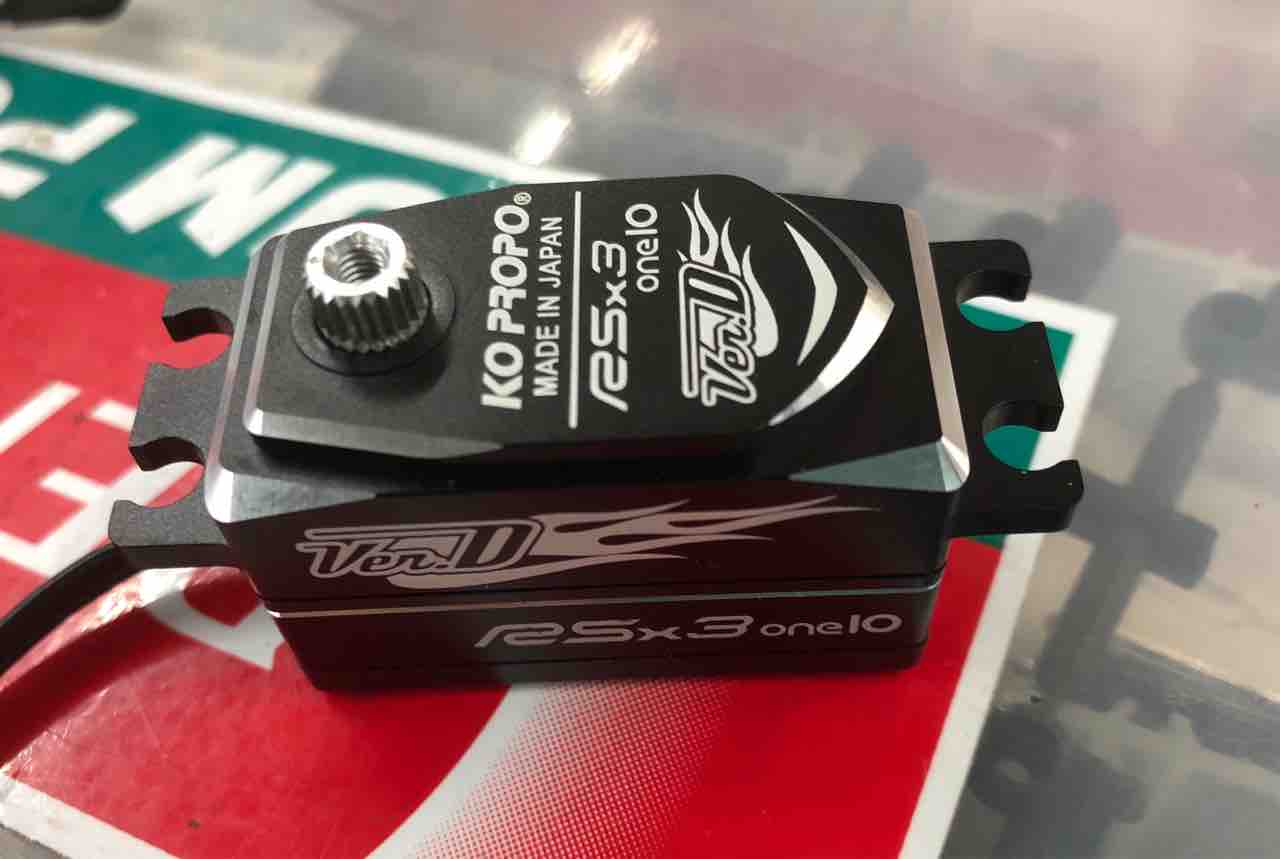 KO PROPO®
MADE IN JAPAN
RSx3
one10
Ver.D
Ver.D
RSx3 one10